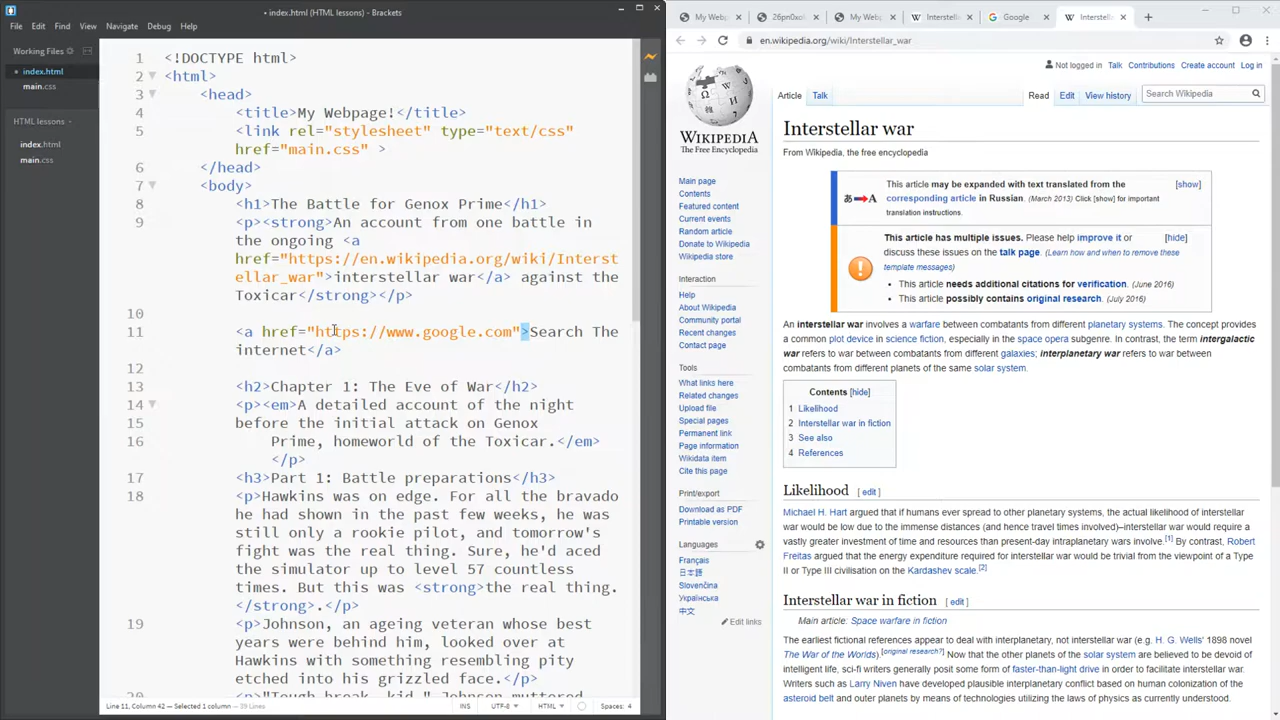 • index.html (HTML lessons) - Brackets
File Edit Find View Navigate Debug Help
Working Files
index.html
main.css
HTML lessons
index.html
main.css
1 <!DOCTYPE html>
2 <html>
3 <head>
4 <title>My Webpage!</title>
5 <link rel="stylesheet" type="text/css"
href="main.css" >
6 </head>
7 <body>
8 <h1>The Battle for Genox Prime</h1>
9 <p><strong>An account from one battle in
the ongoing <a
href="https://en.wikipedia.org/wiki/Interst
ellar_war">interstellar war</a> against the
Toxicar</strong></p>
10
11 <a href="https://www.google.com">Search The
internet</a>
12
13 <h2>Chapter 1: The Eve of War</h2>
14 <p><em>A detailed account of the night
15 before the initial attack on Genox
16 Prime, homeworld of the Toxicar.</em>
</p>
17 <h3>Part 1: Battle preparations</h3>
18 <p>Hawkins was on edge. For all the bravado
he had shown in the past few weeks, he was
still only a rookie pilot, and tomorrow's
fight was the real thing. Sure, he'd aced
the simulator up to level 57 countless
times. But this was <strong>the real thing.
</strong>.</p>
19 <p>Johnson, an ageing veteran whose best
years were behind him, looked over at
Hawkins with something resembling pity
etched into his grizzled face.</p>
20 <p>"Tough break, kid," Johnson muttered
Line 11, Column 42 — Selected 1 column — 39 Lines
INS UTF-8 HTML Spaces: 4
My Webp 26pn0xol My Webp Interstell Google Interstell
en.wikipedia.org/wiki/Interstellar_war
Not logged in Talk Contributions Create account Log in
Article Talk Read Edit View history Search Wikipedia
WIKIPEDIA
The Free Encyclopedia
Main page
Contents
Featured content
Current events
Random article
Donate to Wikipedia
Wikipedia store
Interaction
Help
About Wikipedia
Community portal
Recent changes
Contact page
Tools
What links here
Related changes
Upload file
Special pages
Permanent link
Page information
Wikidata item
Cite this page
Print/export
Download as PDF
Printable version
Languages
Français
日本語
Slovenčina
Українська
中文
Edit links
Interstellar war
From Wikipedia, the free encyclopedia
This article may be expanded with text translated from the [show]
corresponding article in Russian. (March 2013) Click [show] for important
translation instructions.
This article has multiple issues. Please help improve it or [hide]
discuss these issues on the talk page. (Learn how and when to remove these
template messages)
• This article needs additional citations for verification. (June 2016)
• This article possibly contains original research. (July 2016)
An interstellar war involves a warfare between combatants from different planetary systems. The concept provides
a common plot device in science fiction, especially in the space opera subgenre. In contrast, the term intergalactic
war refers to war between combatants from different galaxies; interplanetary war refers to war between
combatants from different planets of the same solar system.
Contents [hide]
1 Likelihood
2 Interstellar war in fiction
3 See also
4 References
Likelihood [ edit ]
Michael H. Hart argued that if humans ever spread to other planetary systems, the actual likelihood of interstellar
war would be low due to the immense distances (and hence travel times involved)–interstellar war would require a
vastly greater investment of time and resources than present-day intraplanetary wars involve.[1] By contrast, Robert
Freitas argued that the energy expenditure required for interstellar war would be trivial from the viewpoint of a Type
II or Type III civilisation on the Kardashev scale.[2]
Interstellar war in fiction [ edit ]
Main article: Space warfare in fiction
The earliest fictional references appear to deal with interplanetary, not interstellar war (e.g. H. G. Wells' 1898 novel
The War of the Worlds).[original research?] Now that the other planets of the solar system are believed to be devoid of
intelligent life, sci-fi writers generally posit some form of faster-than-light drive in order to facilitate interstellar war.
Writers such as Larry Niven have developed plausible interplanetary conflict based on human colonization of the
asteroid belt and outer planets by means of technologies utilizing the laws of physics as currently understood.